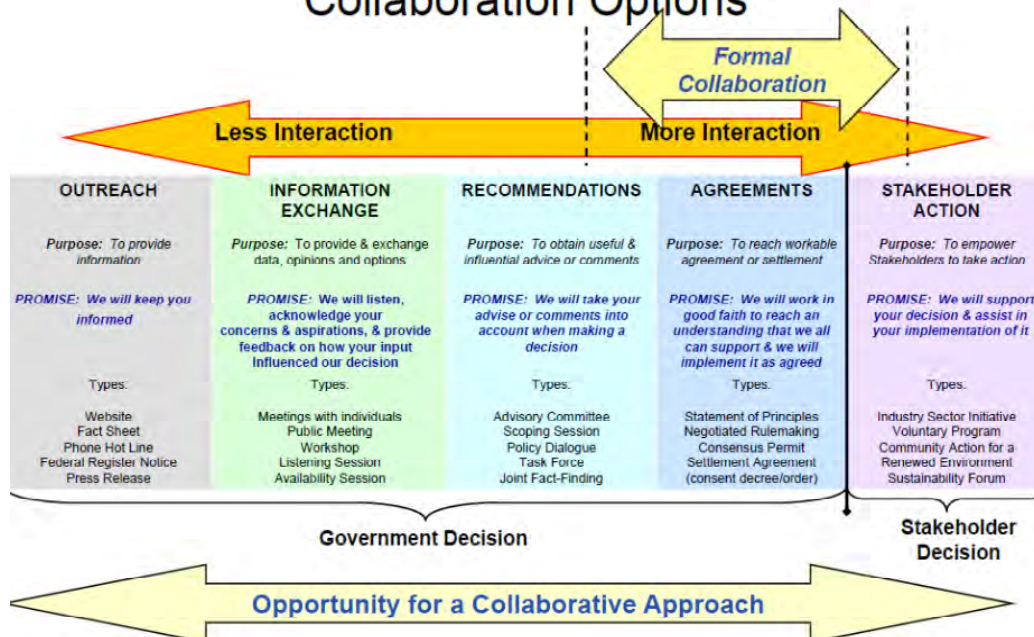 Collaboration Options
Formal
Collaboration
Less Interaction
More Interaction
OUTREACH
Purpose: To provide
information
PROMISE: We will keep you
informed
Types:
Website
Fact Sheet
Phone Hot Line
Federal Register Notice
Press Release
INFORMATION
EXCHANGE
Purpose: To provide & exchange
data, opinions and options
PROMISE: We will listen,
acknowledge your
concerns & aspirations, & provide
feedback on how your input
Influenced our decision
Types:
Meetings with individuals
Public Meeting
Workshop
Listening Session
Availability Session
RECOMMENDATIONS
Purpose: To obtain useful &
influential advice or comments
PROMISE: We will take your
advise or comments into
account when making a
decision
Types:
Advisory Committee
Scoping Session
Policy Dialogue
Task Force
Joint Fact-Finding
AGREEMENTS
Purpose: To reach workable
agreement or settlement
PROMISE: We will work in
good faith to reach an
understanding that we all
can support & we will
implement it as agreed
Types:
Statement of Principles
Negotiated Rulemaking
Consensus Permit
Settlement Agreement
(consent decree/order)
STAKEHOLDER
ACTION
Purpose: To empower
Stakeholders to take action
PROMISE: We will support
your decision & assist in
your implementation of it
Types:
Industry Sector Initiative
Voluntary Program
Community Action for a
Renewed Environment
Sustainability Forum
Government Decision
Stakeholder
Decision
Opportunity for a Collaborative Approach